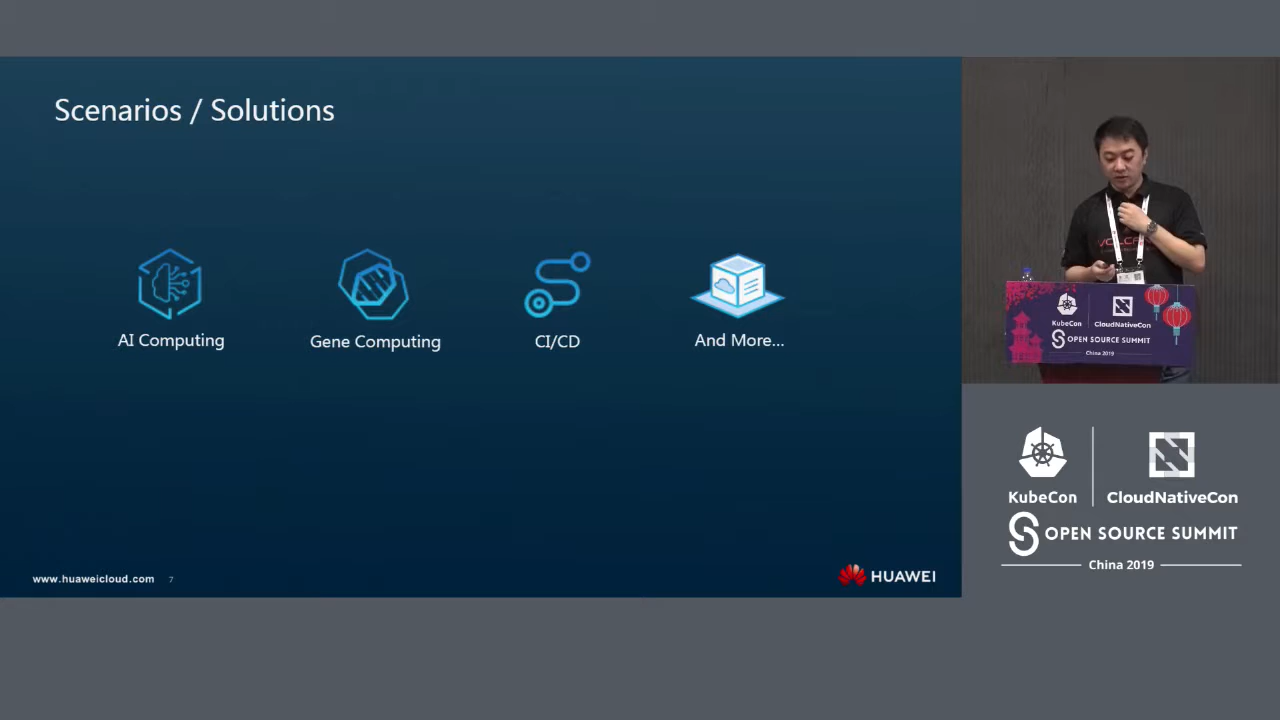 Scenarios / Solutions
AI Computing
Gene Computing
CI/CD
And More...
www.huaweicloud.com 7
HUAWEI
KubeCon
CloudNativeCon
OPEN SOURCE SUMMIT
China 2019
KubeCon
CloudNativeCon
OPEN SOURCE SUMMIT
China 2019